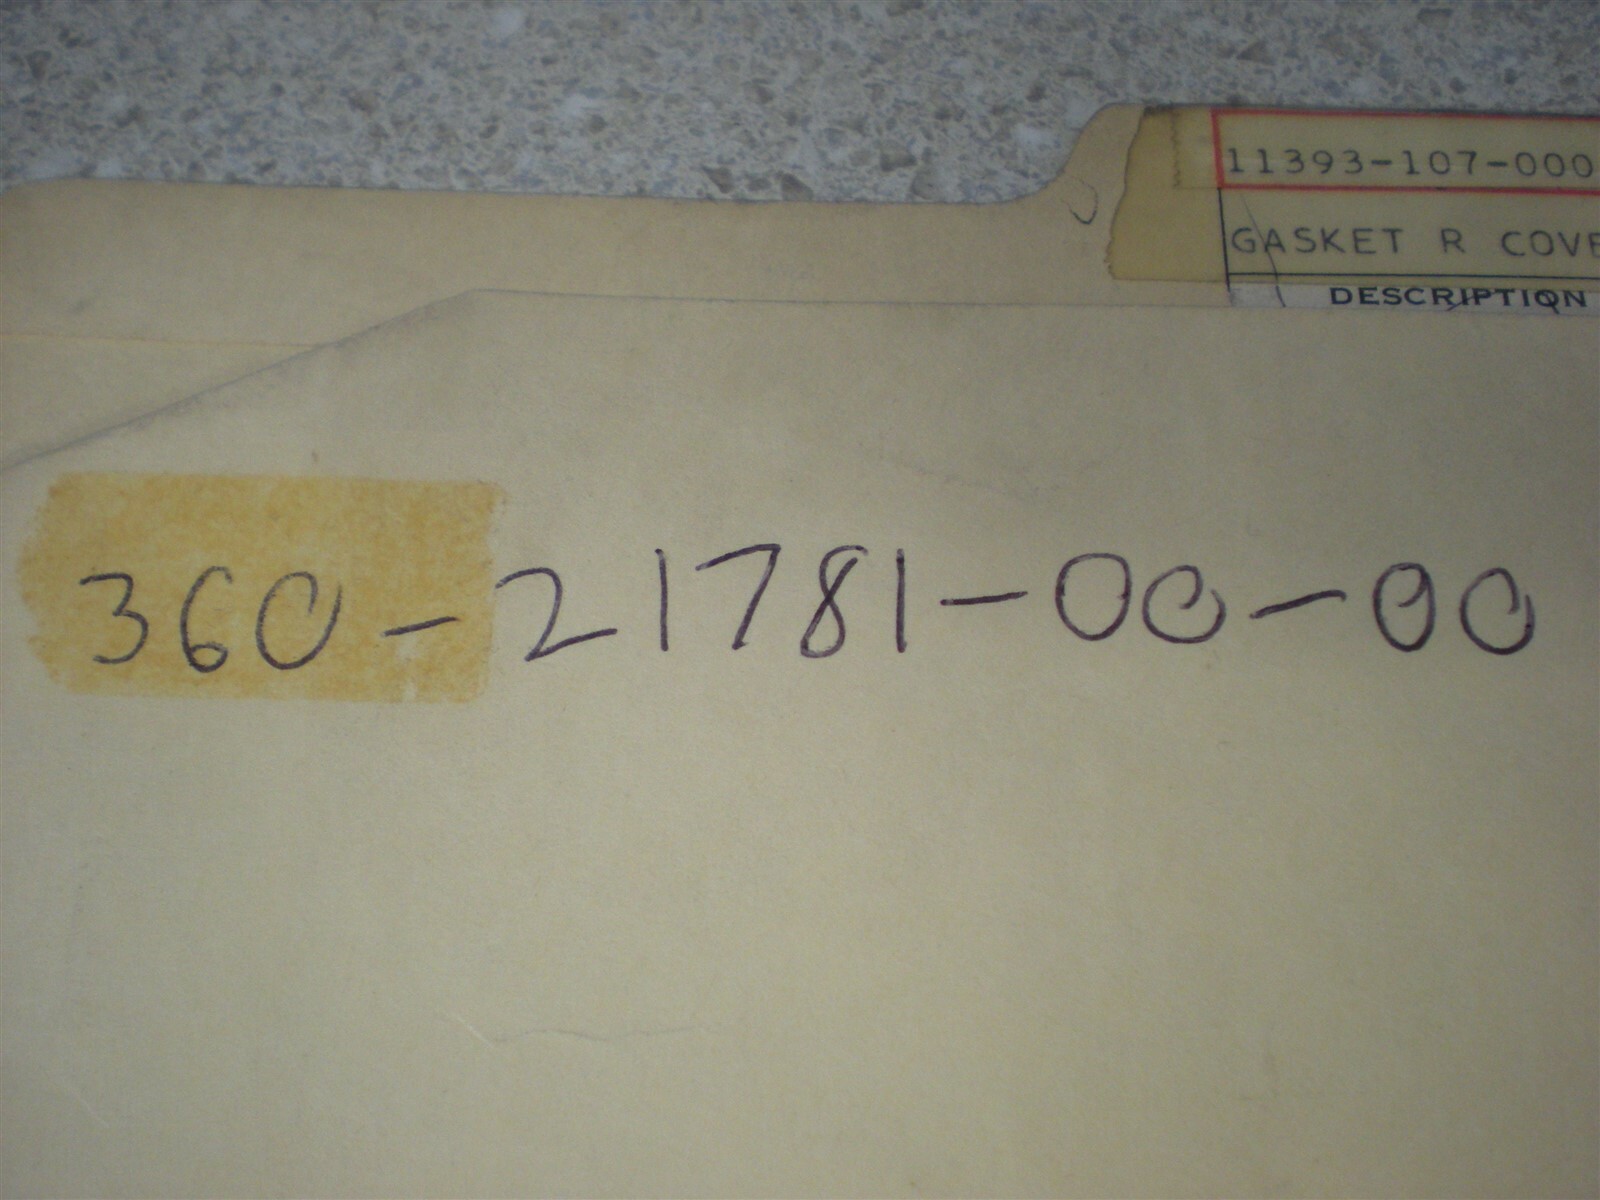 11393-107-000
GASKET R COVE
DESCRIPTION
360-21781-00-00